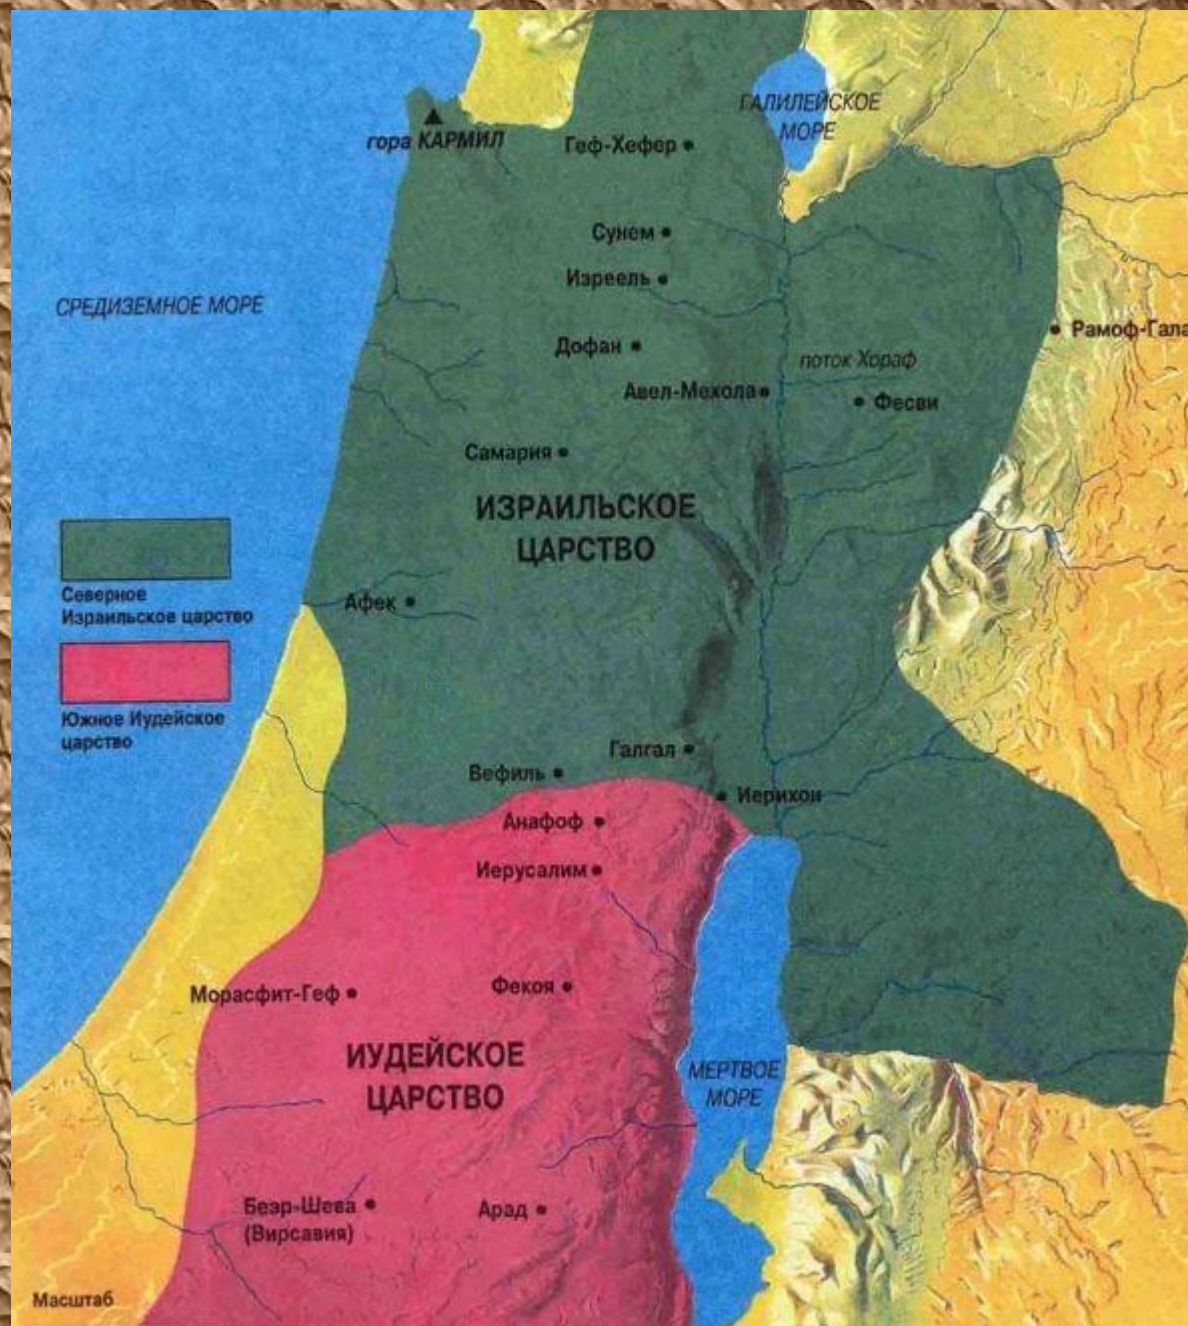 ГАЛИЛЕЙСКОЕ
МОРЕ
гора КАРМИЛ
Геф-Хефер
Сунем
Изреель
СРЕДИЗЕМНОЕ МОРЕ
Рамоф-Гала
Дофан
поток Хораф
Авел-Мехола
Фесви
Самария
ИЗРАИЛЬСКОЕ
ЦАРСТВО
Северное
Израильское царство
Афек
Южное Иудейское
царство
Галгал
Вефиль
Иерихон
Анафоф
Иерусалим
Морасфит-Геф
Фекоя
ИУДЕЙСКОЕ
ЦАРСТВО
МЕРТВОЕ
МОРЕ
Беэр-Шева
(Вирсавия)
Арад
Масштаб